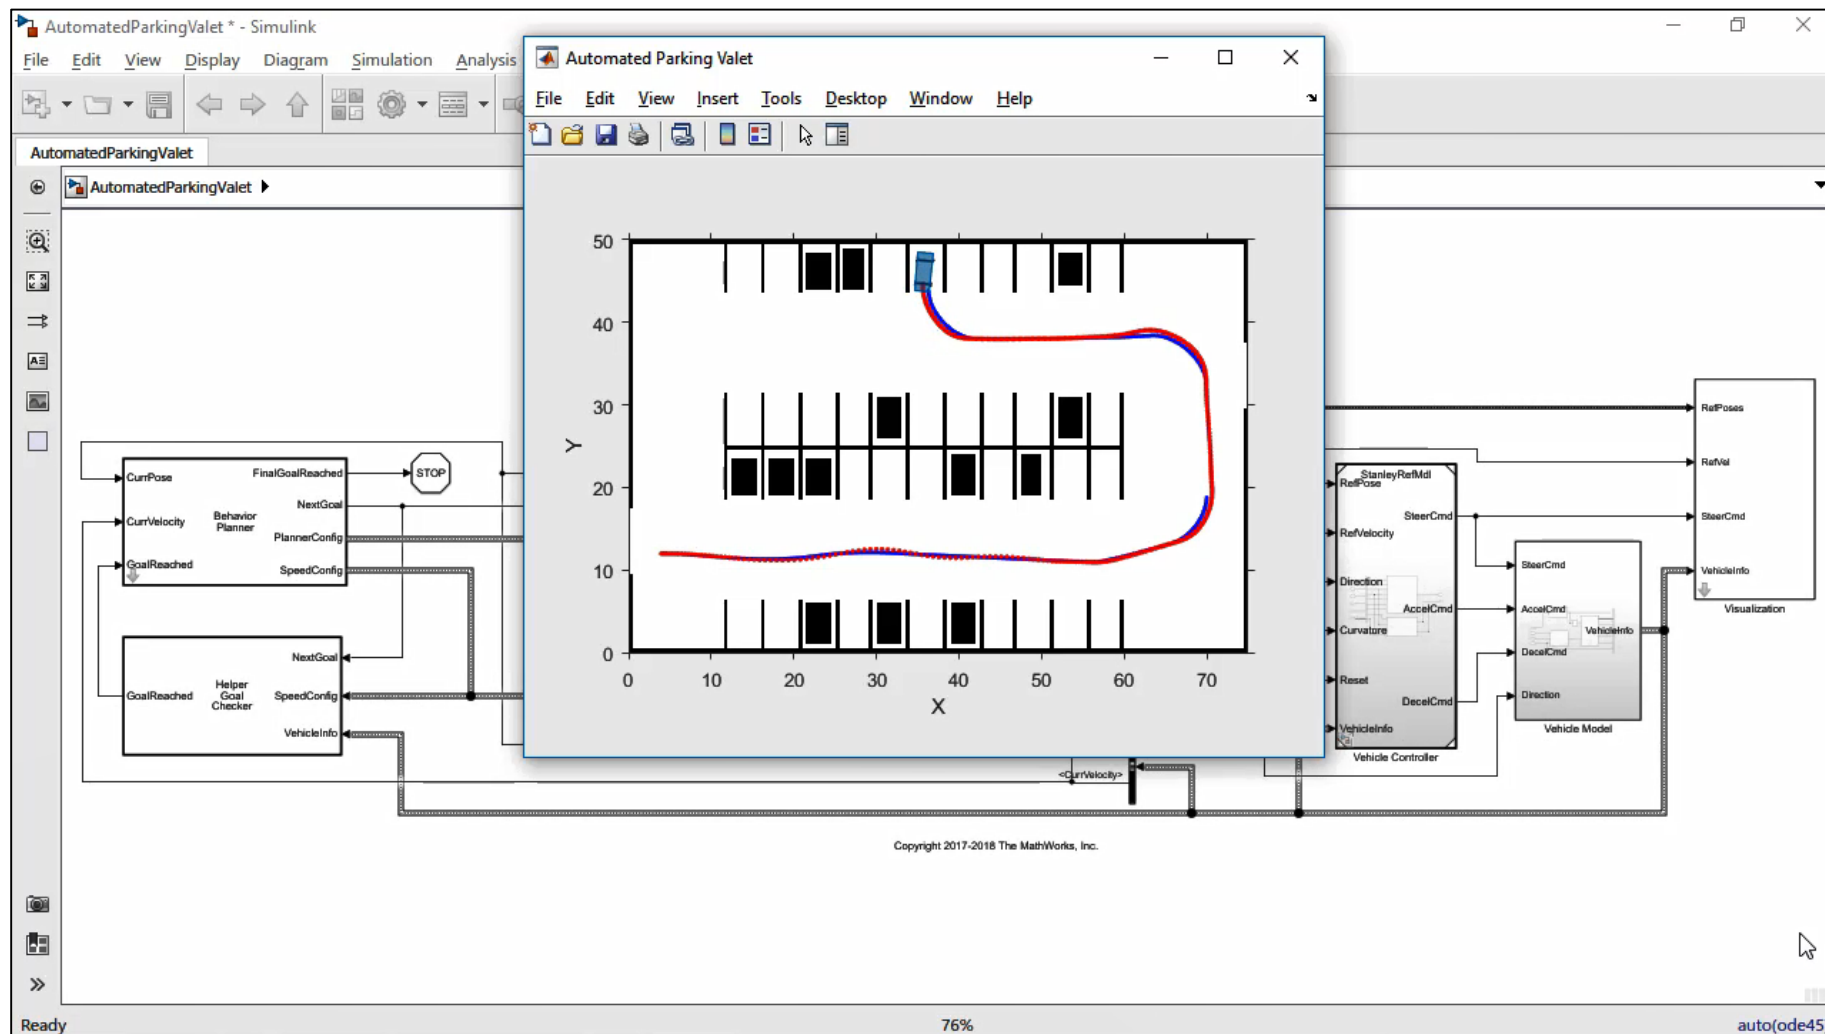 AutomatedParkingValet * - Simulink
File Edit View Display Diagram Simulation Analysis
AutomatedParkingValet
AutomatedParkingValet
Automated Parking Valet
File Edit View Insert Tools Desktop Window Help
50
40
30
20
10
0
Y
0 10 20 30 40 50 60 70
X
CurrPose
CurrVelocity
GoalReached
Behavior
Planner
FinalGoalReached
NextGoal
PlannerConfig
SpeedConfig
STOP
GoalReached
Helper
Goal
Checker
NextGoal
SpeedConfig
VehicleInfo
<CurrVelocity>
StanleyRefMdl
RefPose
RefVelocity
Direction
Curvature
Reset
VehicleInfo
SteerCmd
AccelCmd
DecelCmd
Vehicle Controller
SteerCmd
AccelCmd
DecelCmd
Direction
VehicleInfo
Vehicle Model
RefPoses
RefVel
SteerCmd
VehicleInfo
Visualization
Copyright 2017-2018 The MathWorks, Inc.
Ready
76%
auto(ode45